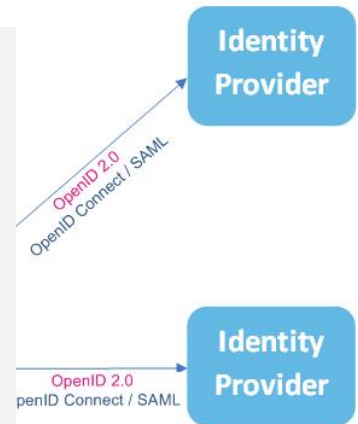 Identity
Provider
OpenID 2.0
OpenID Connect / SAML
Identity
Provider
OpenID 2.0
penID Connect / SAML